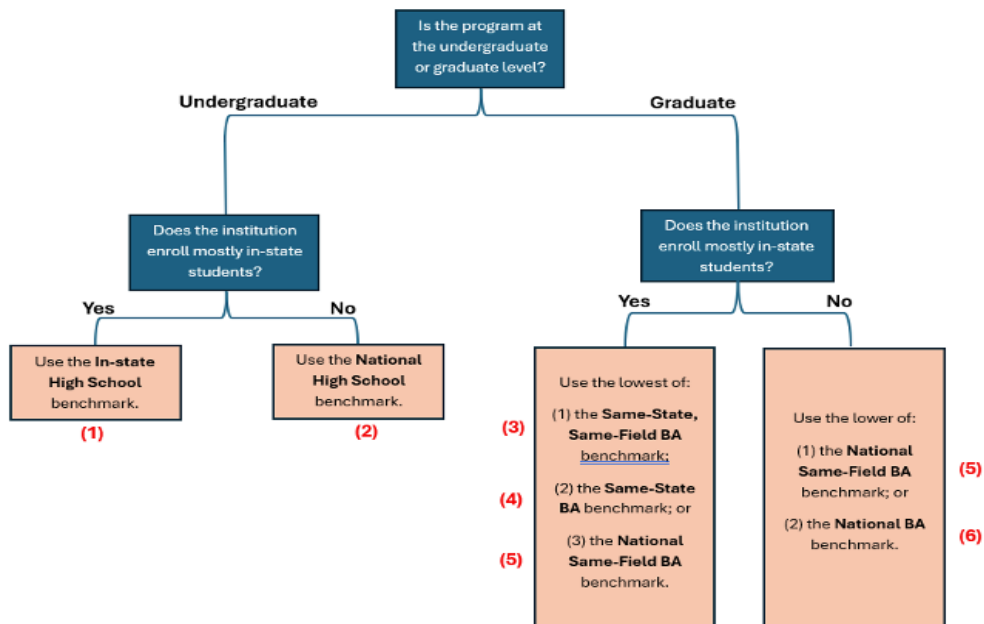 Is the program at
the undergraduate
or graduate level?
Undergraduate
Graduate
Does the institution
enroll mostly in-state
students?
Yes
No
Use the In-state
High School
benchmark.
(1)
Use the National
High School
benchmark.
(2)
Does the institution
enroll mostly in-state
students?
Yes
No
Use the lowest of:
(1) the Same-State,
Same-Field BA
benchmark;
(2) the Same-State
BA benchmark; or
(3) the National
Same-Field BA
benchmark.
(3)
(4)
(5)
Use the lower of:
(1) the National
Same-Field BA
benchmark; or
(2) the National BA
benchmark.
(5)
(6)